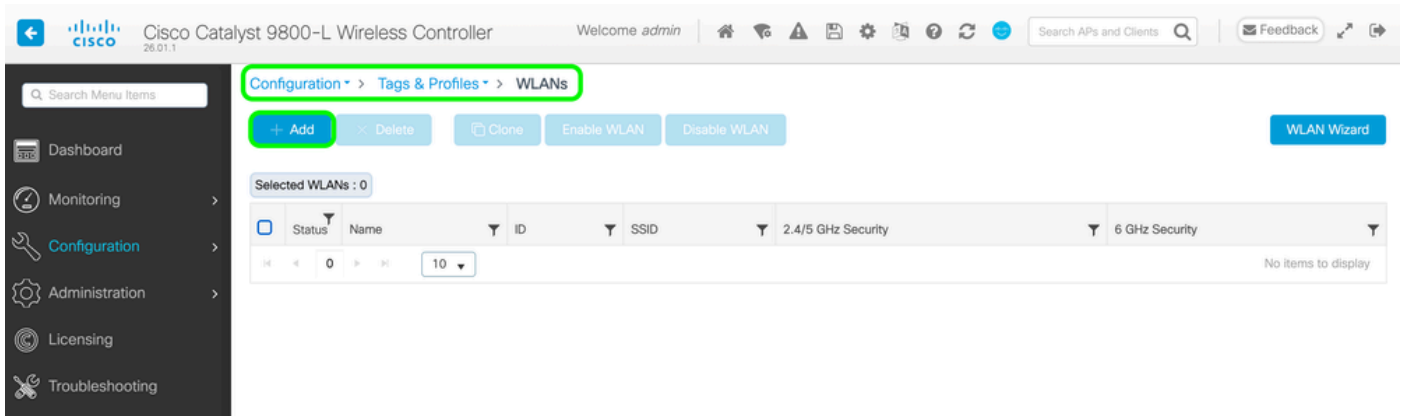 CISCO
Cisco Catalyst 9800-L Wireless Controller
26.01.1
Welcome admin
Search APs and Clients
Feedback
Search Menu Items
Dashboard
Monitoring
Configuration
Administration
Licensing
Troubleshooting
Configuration > Tags & Profiles > WLANs
+ Add
× Delete
Clone
Enable WLAN
Disable WLAN
WLAN Wizard
Selected WLANs : 0
Status Name ID SSID 2.4/5 GHz Security 6 GHz Security
0
10
No items to display